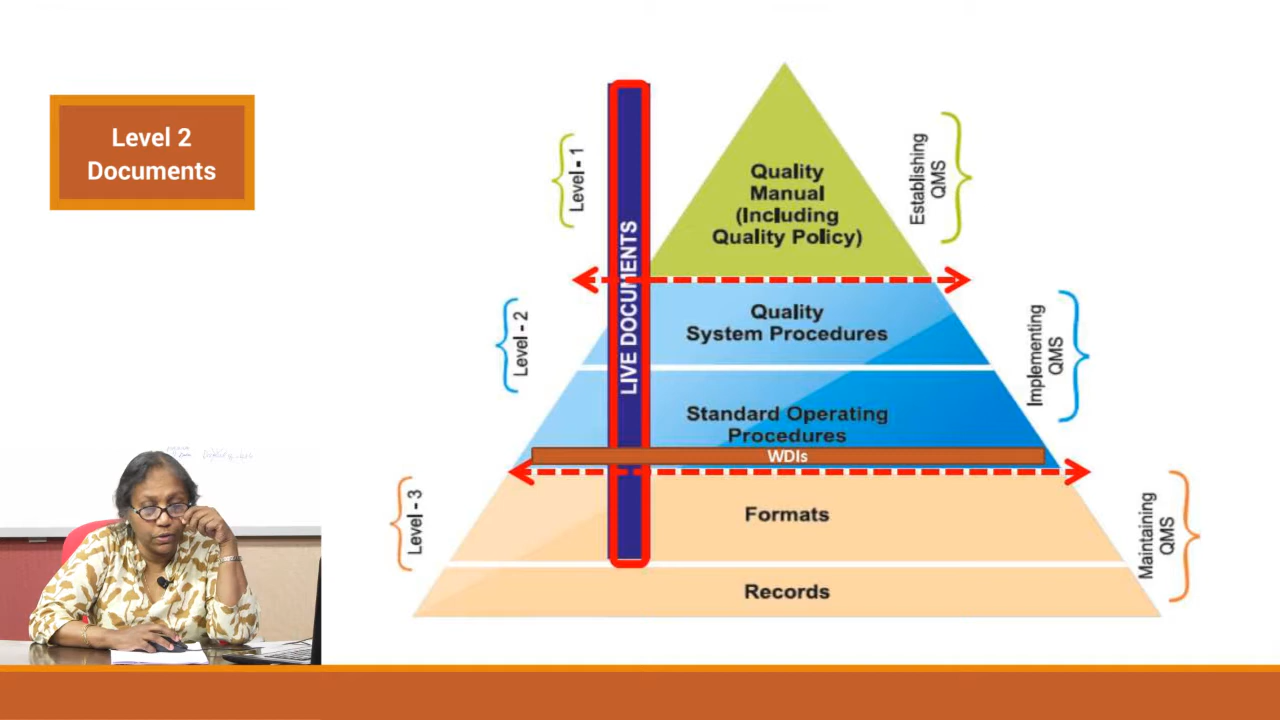 Level 2
Documents
Level - 1
Quality
Manual
(Including
Quality Policy)
Establishing
QMS
LIVE DOCUMENTS
Level - 2
Quality
System Procedures
Implementing
QMS
Standard Operating
Procedures
WDIs
Level - 3
Formats
Maintaining
QMS
Records